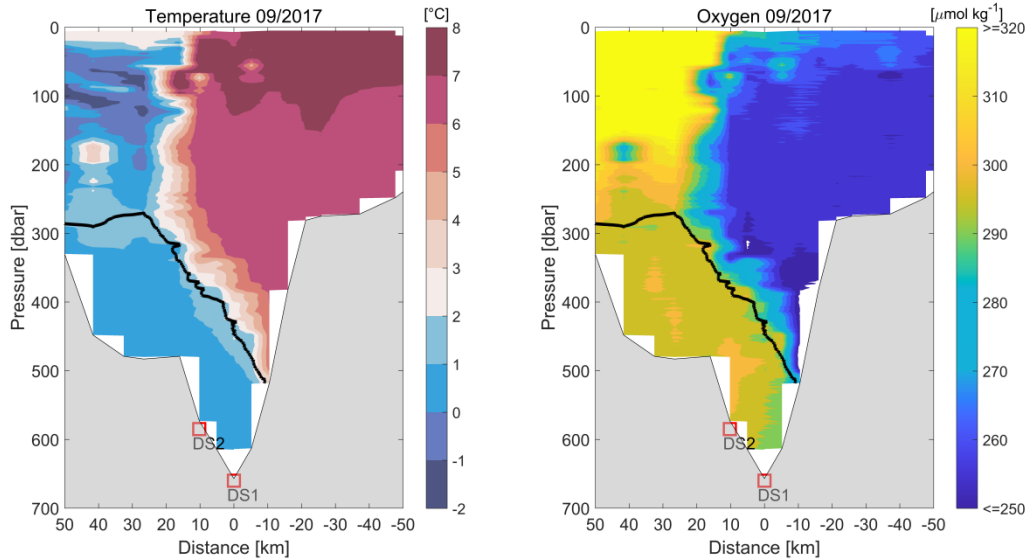 Temperature 09/2017
[°C]
0
100
200
300
400
500
600
700
Pressure [dbar]
50 40 30 20 10 0 -10 -20 -30 -40 -50
Distance [km]
DS2
DS1
8
7
6
5
4
3
2
1
0
-1
-2
Oxygen 09/2017
[μmol kg⁻¹]
0
100
200
300
400
500
600
700
Pressure [dbar]
50 40 30 20 10 0 -10 -20 -30 -40 -50
Distance [km]
DS2
DS1
>=320
310
300
290
280
270
260
<=250